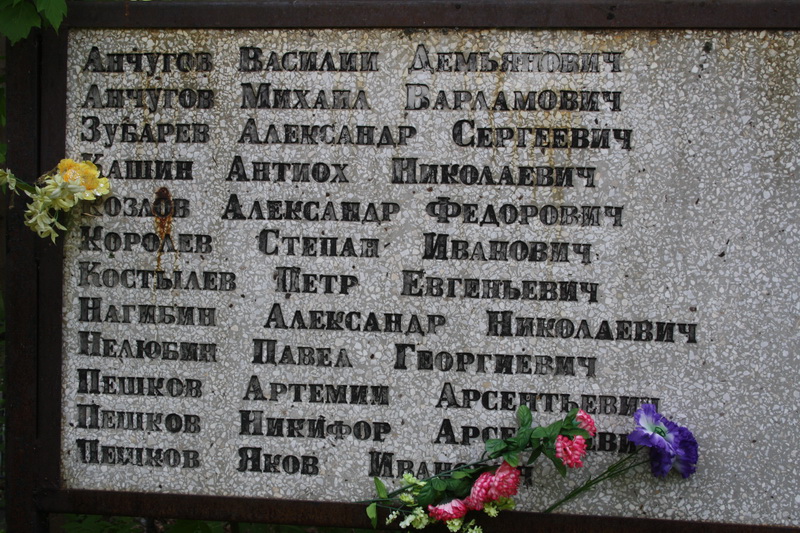 Анчугов Василий Демьянович
Анчугов Михаил Варламович
Зубарев Александр Сергеевич
Кашин Антиох Николаевич
Козлов Александр Федорович
Королев Степан Иванович
Костылев Петр Евгеньевич
Нагибин Александр Николаевич
Нелюбин Павел Георгиевич
Пешков Артемий Арсентьевич
Пешков Никифор
Пешков Яков